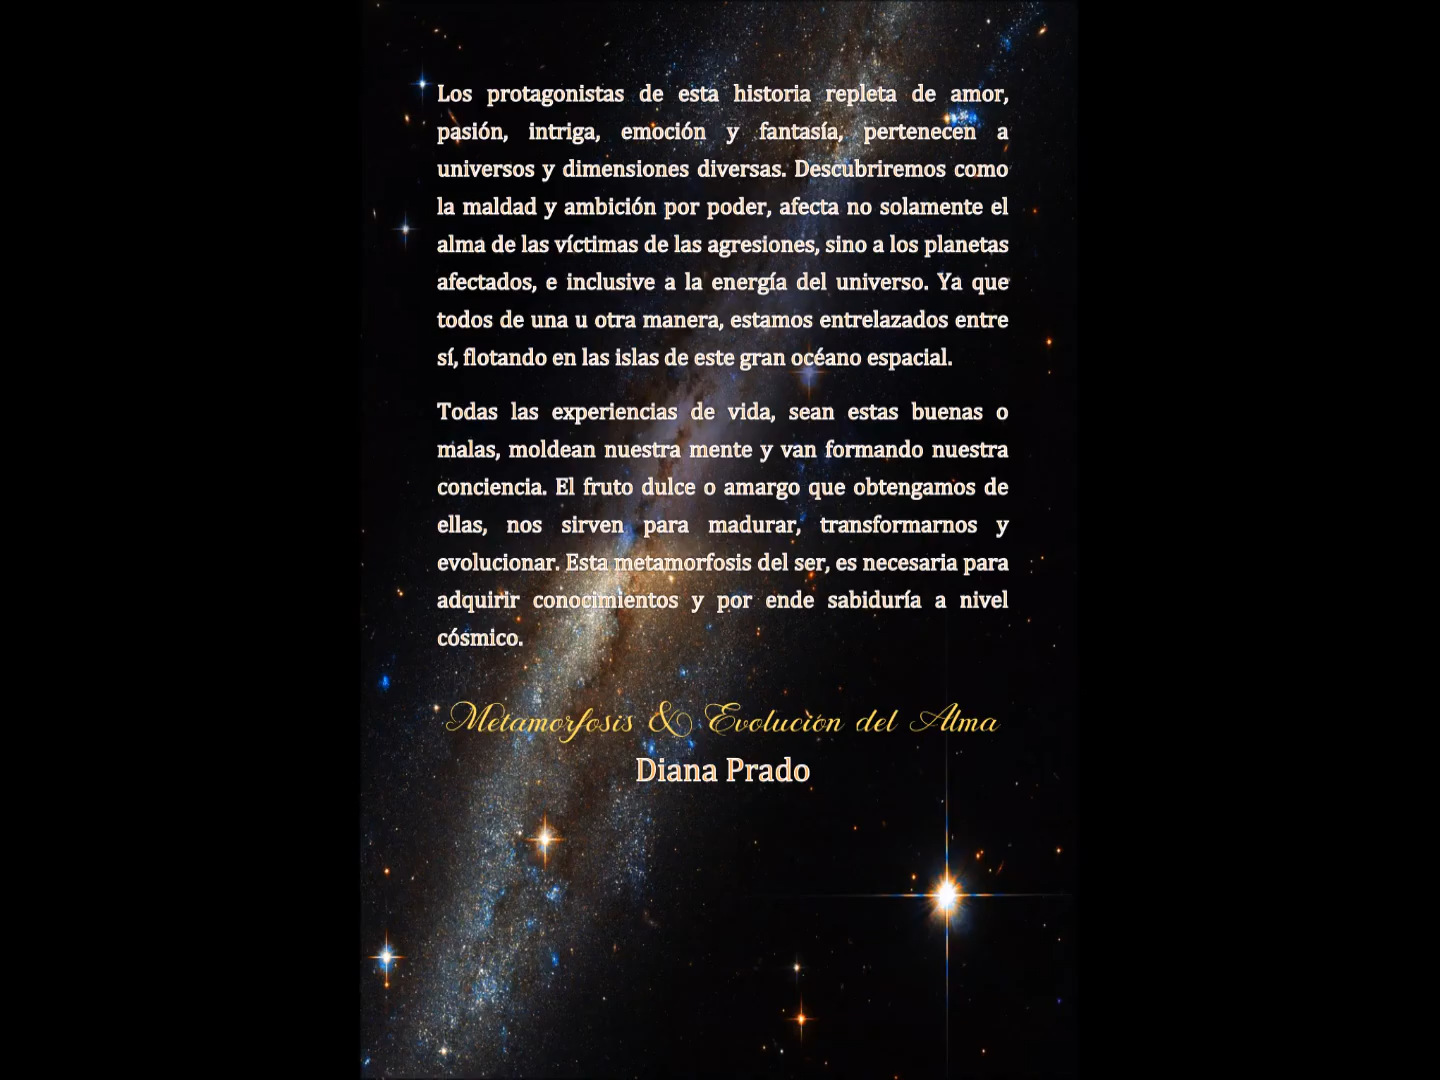 Los protagonistas de esta historia repleta de amor,
pasión, intriga, emoción y fantasía, pertenecen a
universos y dimensiones diversas. Descubriremos como
la maldad y ambición por poder, afecta no solamente el
alma de las víctimas de las agresiones, sino a los planetas
afectados, e inclusive a la energía del universo. Ya que
todos de una u otra manera, estamos entrelazados entre
sí, flotando en las islas de este gran océano espacial.
Todas las experiencias de vida, sean estas buenas o
malas, moldean nuestra mente y van formando nuestra
conciencia. El fruto dulce o amargo que obtengamos de
ellas, nos sirven para madurar, transformarnos y
evolucionar. Esta metamorfosis del ser, es necesaria para
adquirir conocimientos y por ende sabiduría a nivel
cósmico.
Metamorfosis & Evolución del Alma
Diana Prado